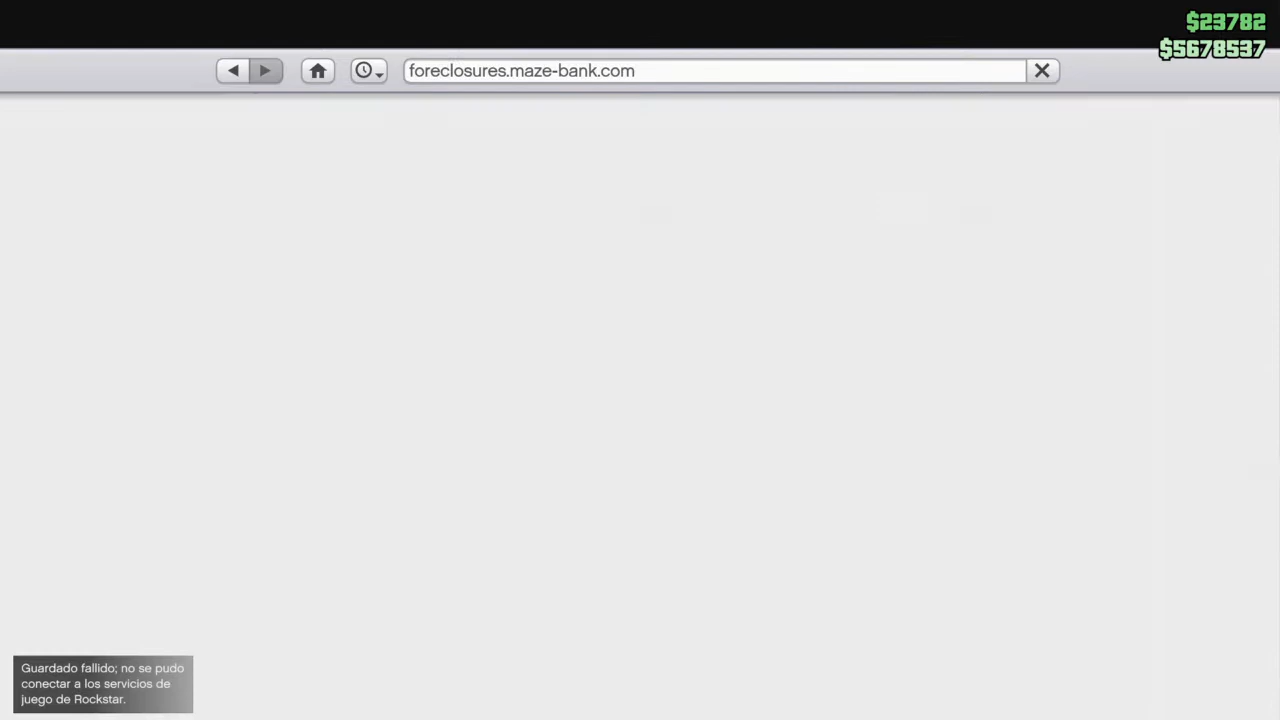 $23782
$5678537
foreclosures.maze-bank.com
Guardado fallido; no se pudo
conectar a los servicios de
juego de Rockstar.